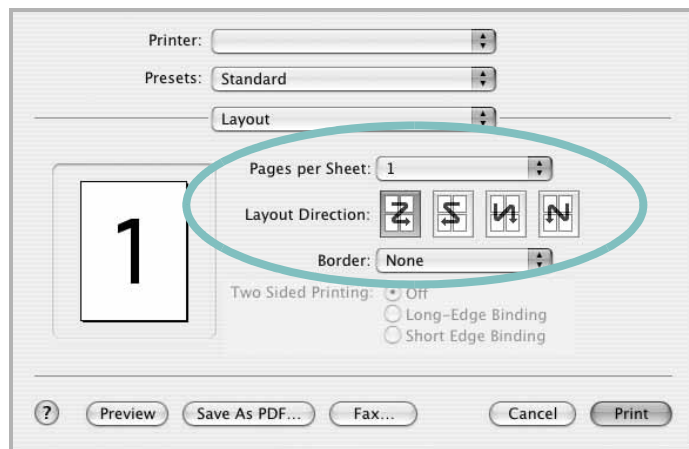 Printer:
Presets: Standard
Layout
Pages per Sheet: 1
Layout Direction:
Border: None
1
Two Sided Printing: Off
Long-Edge Binding
Short Edge Binding
? Preview Save As PDF... Fax... Cancel Print